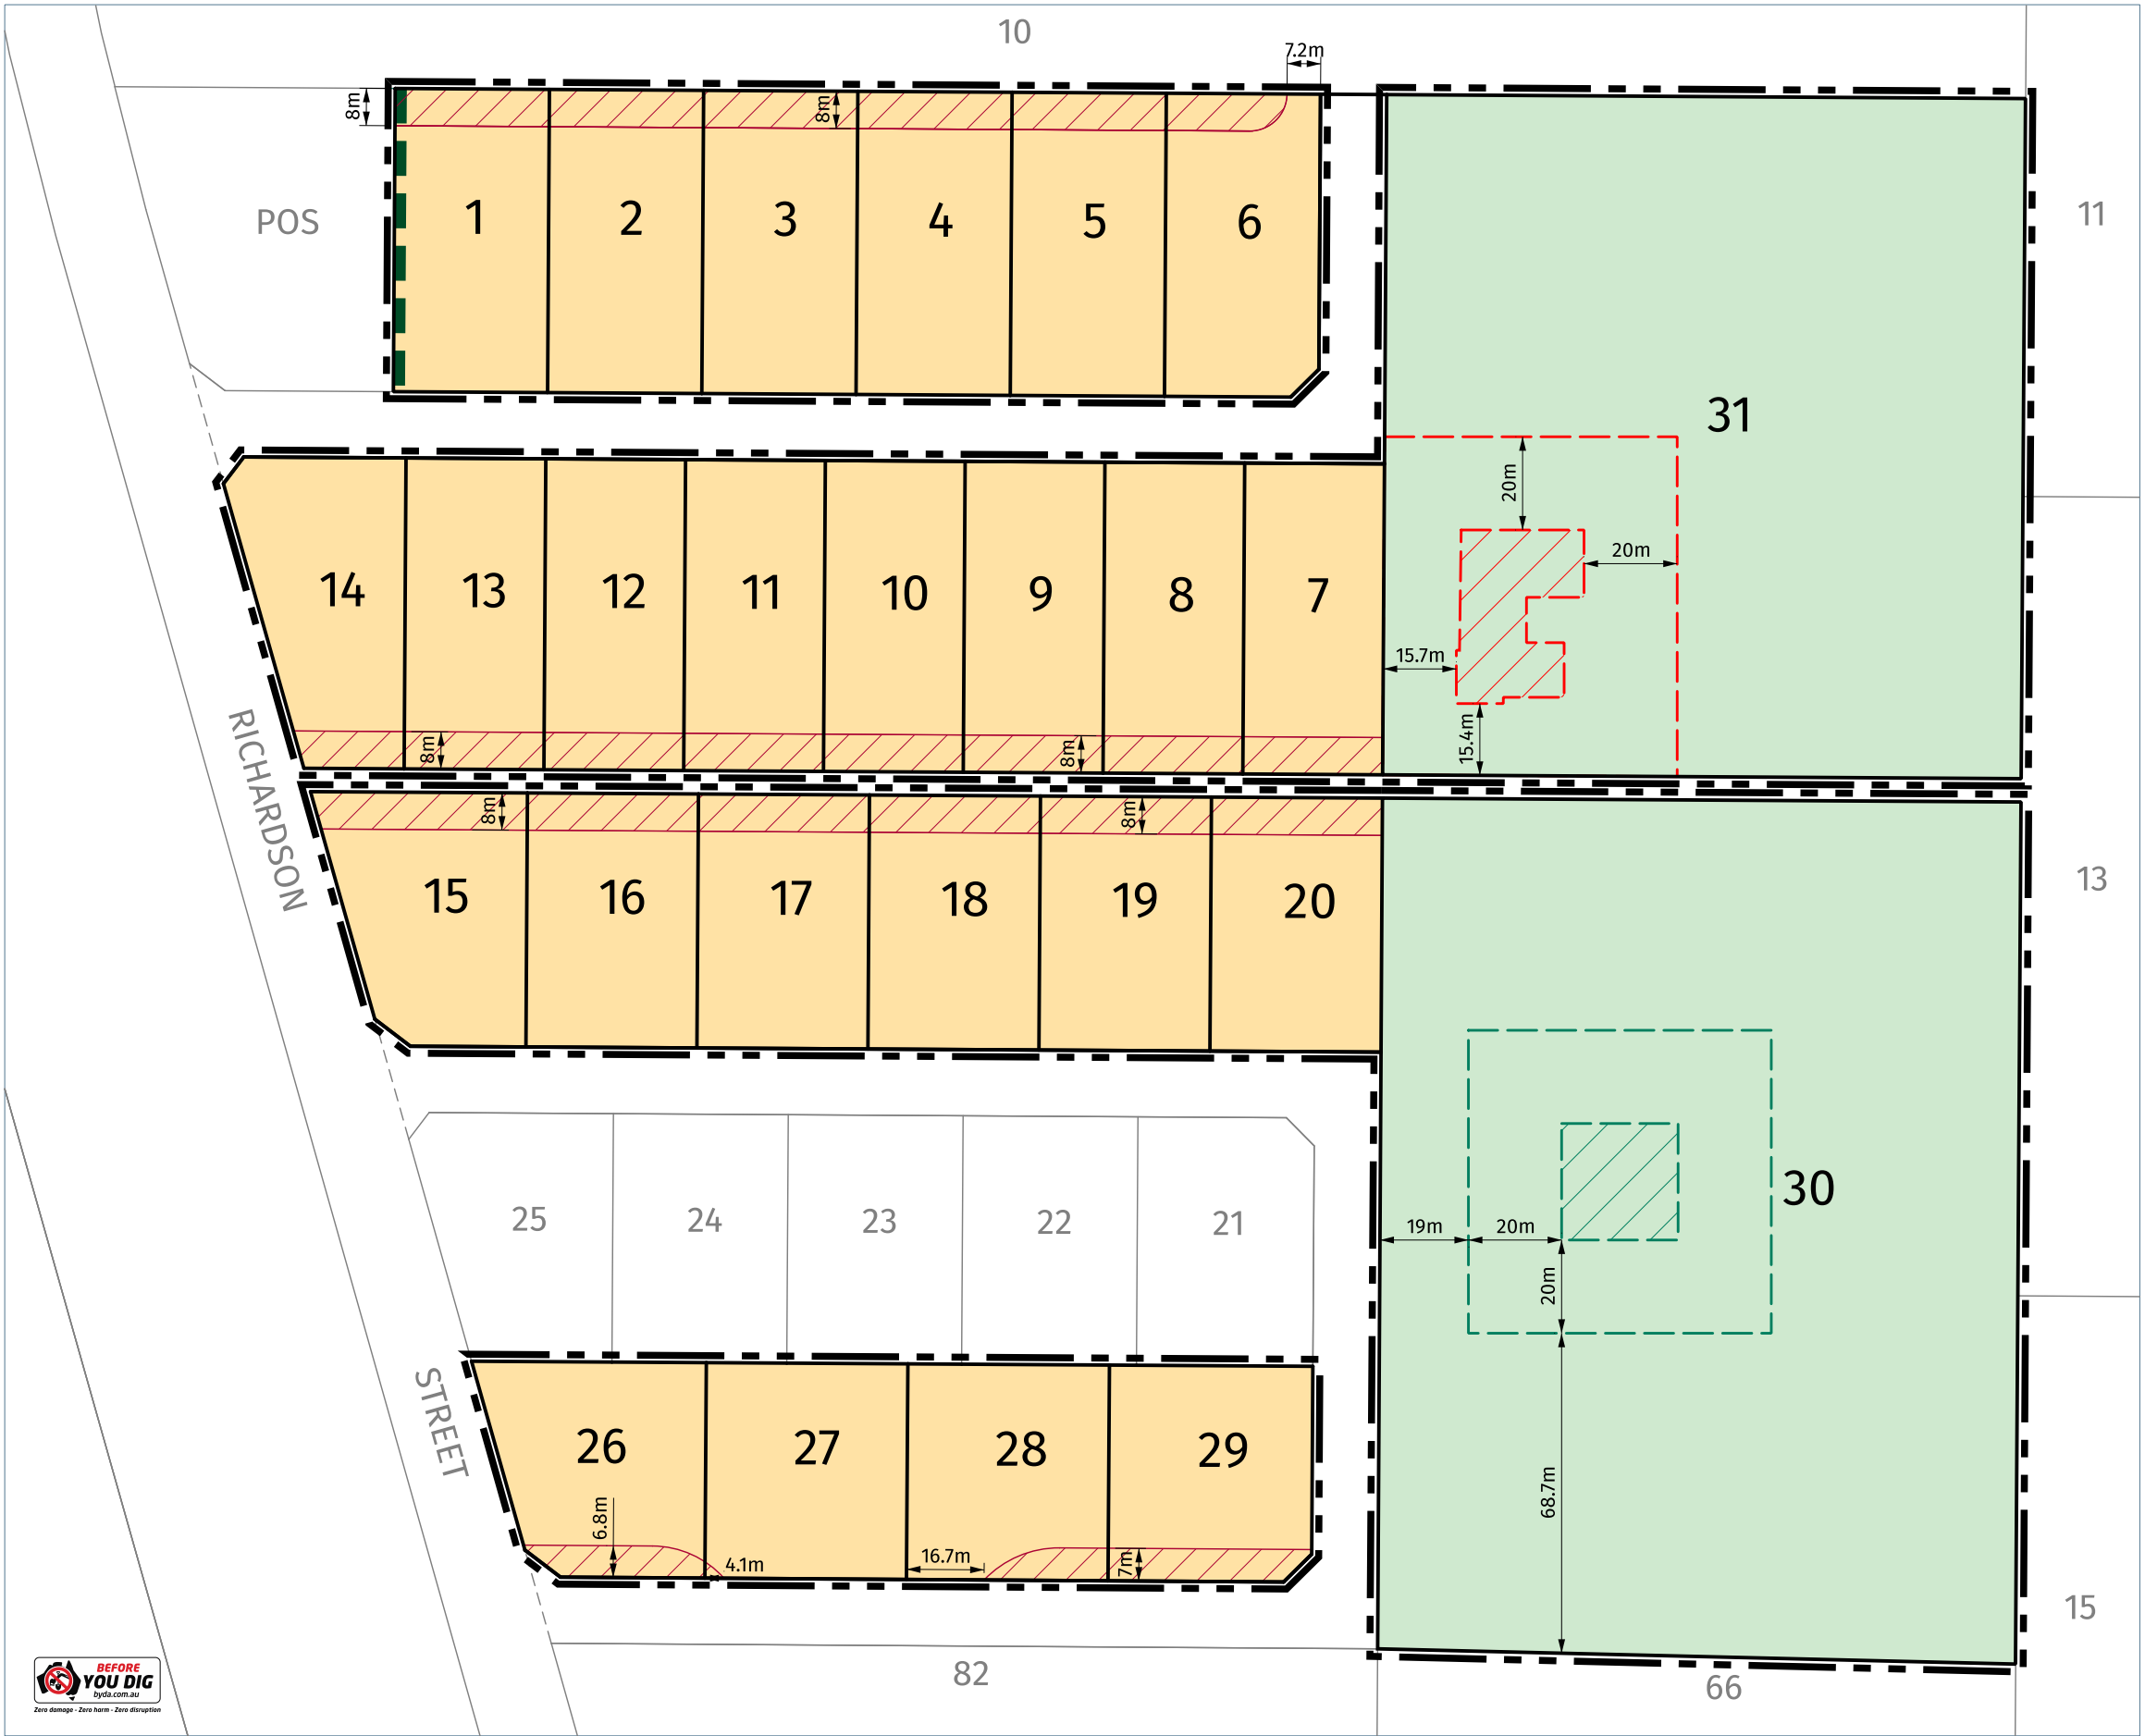 10
7.2m
8m
8m
POS
1
2
3
4
5
6
11
31
20m
20m
14
13
12
11
10
9
8
7
15.7m
15.4m
8m
8m
RICHARDSON
8m
8m
15
16
17
18
19
20
13
30
25
24
23
22
21
19m
20m
20m
STREET
26
27
28
29
6.8m
4.1m
16.7m
7m
68.7m
15
82
66
BEFORE
YOU DIG
byda.com.au
Zero damage - Zero harm - Zero disruption